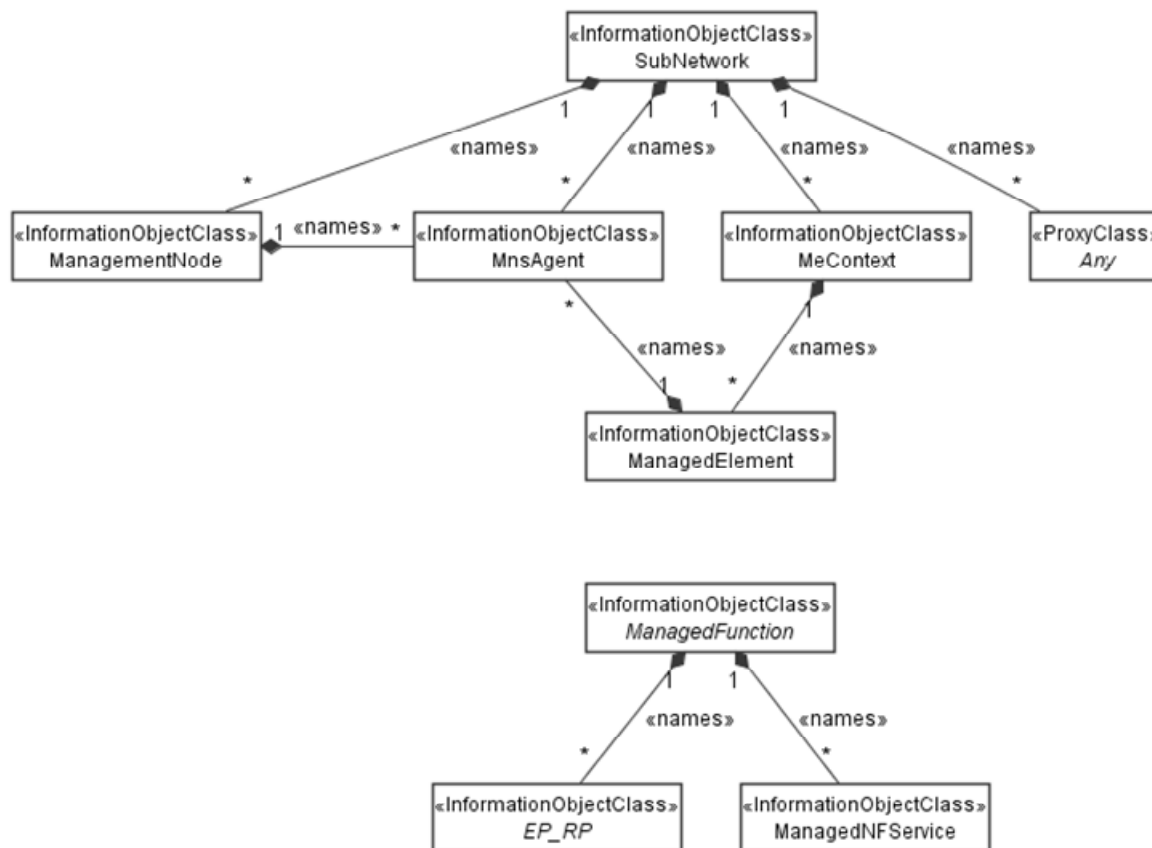 «InformationObjectClass»
SubNetwork
1 1 1 1
«names» «names» «names» «names»
* * * *
«InformationObjectClass»
ManagementNode
1 «names» *
«InformationObjectClass»
MnsAgent
«InformationObjectClass»
MeContext
«ProxyClass»
Any
* 1
«names» «names»
1 *
«InformationObjectClass»
ManagedElement
«InformationObjectClass»
ManagedFunction
1 1
«names» «names»
* *
«InformationObjectClass»
EP_RP
«InformationObjectClass»
ManagedNFService